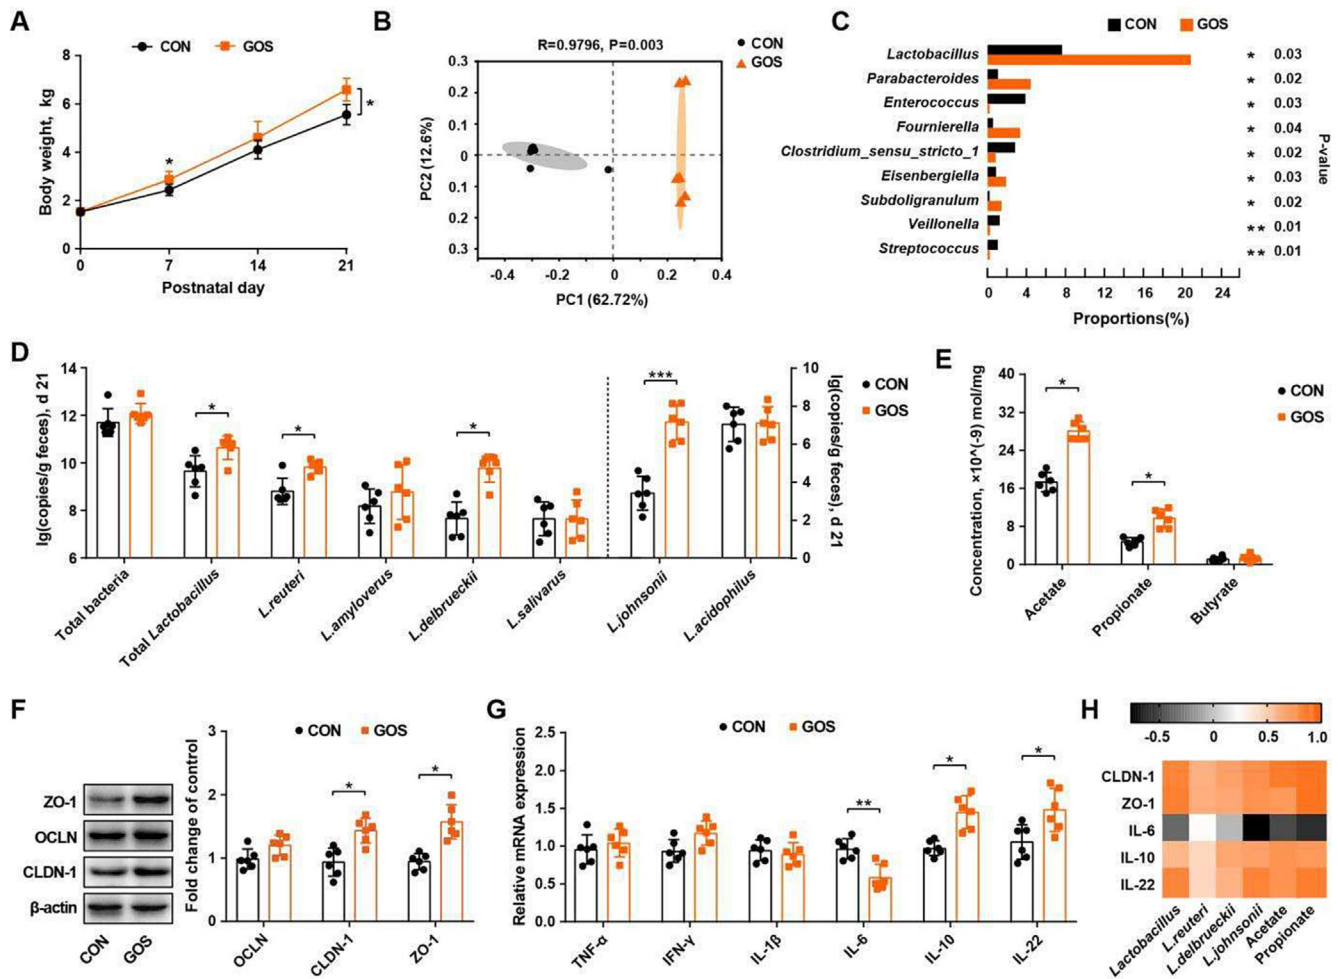 A
CON GOS
Body weight, kg
8
6
4
2
0
*
*
0 7 14 21
Postnatal day
B
R=0.9796, P=0.003
CON
GOS
PC2 (12.6%)
0.3
0.2
0.1
0
0.1
0.2
0.3
-0.4 -0.2 0 0.2 0.4
PC1 (62.72%)
C
CON GOS
Lactobacillus * 0.03
Parabacteroides * 0.02
Enterococcus * 0.03
Fournierella * 0.04
Clostridium_sensu_stricto_1 * 0.02
Eisenbergiella * 0.03
Subdoligranulum * 0.02
Veillonella ** 0.01
Streptococcus ** 0.01
P-value
0 4 8 12 16 20 24
Proportions(%)
D
lg(copies/g feces), d 21
14
12
10
8
6
* * * ***
10
8
6
4
2
0
lg(copies/g feces), d 21
CON
GOS
Total bacteria
Total Lactobacillus
L.reuteri
L.amyloverus
L.delbrueckii
L.salivarus
L.johnsonii
L.acidophilus
E
Concentration, ×10^(-9) mol/mg
40
32
24
16
8
0
*
*
CON
GOS
Acetate
Propionate
Butyrate
F
ZO-1
OCLN
CLDN-1
β-actin
CON GOS
CON GOS
Fold change of control
3
2
1
0
*
*
OCLN
CLDN-1
ZO-1
G
CON GOS
Relative mRNA expression
2.5
2.0
1.5
1.0
0.5
0.0
** * *
TNF-α
IFN-γ
IL-1β
IL-6
IL-10
IL-22
H
-0.5 0 0.5 1.0
CLDN-1
ZO-1
IL-6
IL-10
IL-22
Lactobacillus
L.reuteri
L.delbrueckii
L.johnsonii
Acetate
Propionate